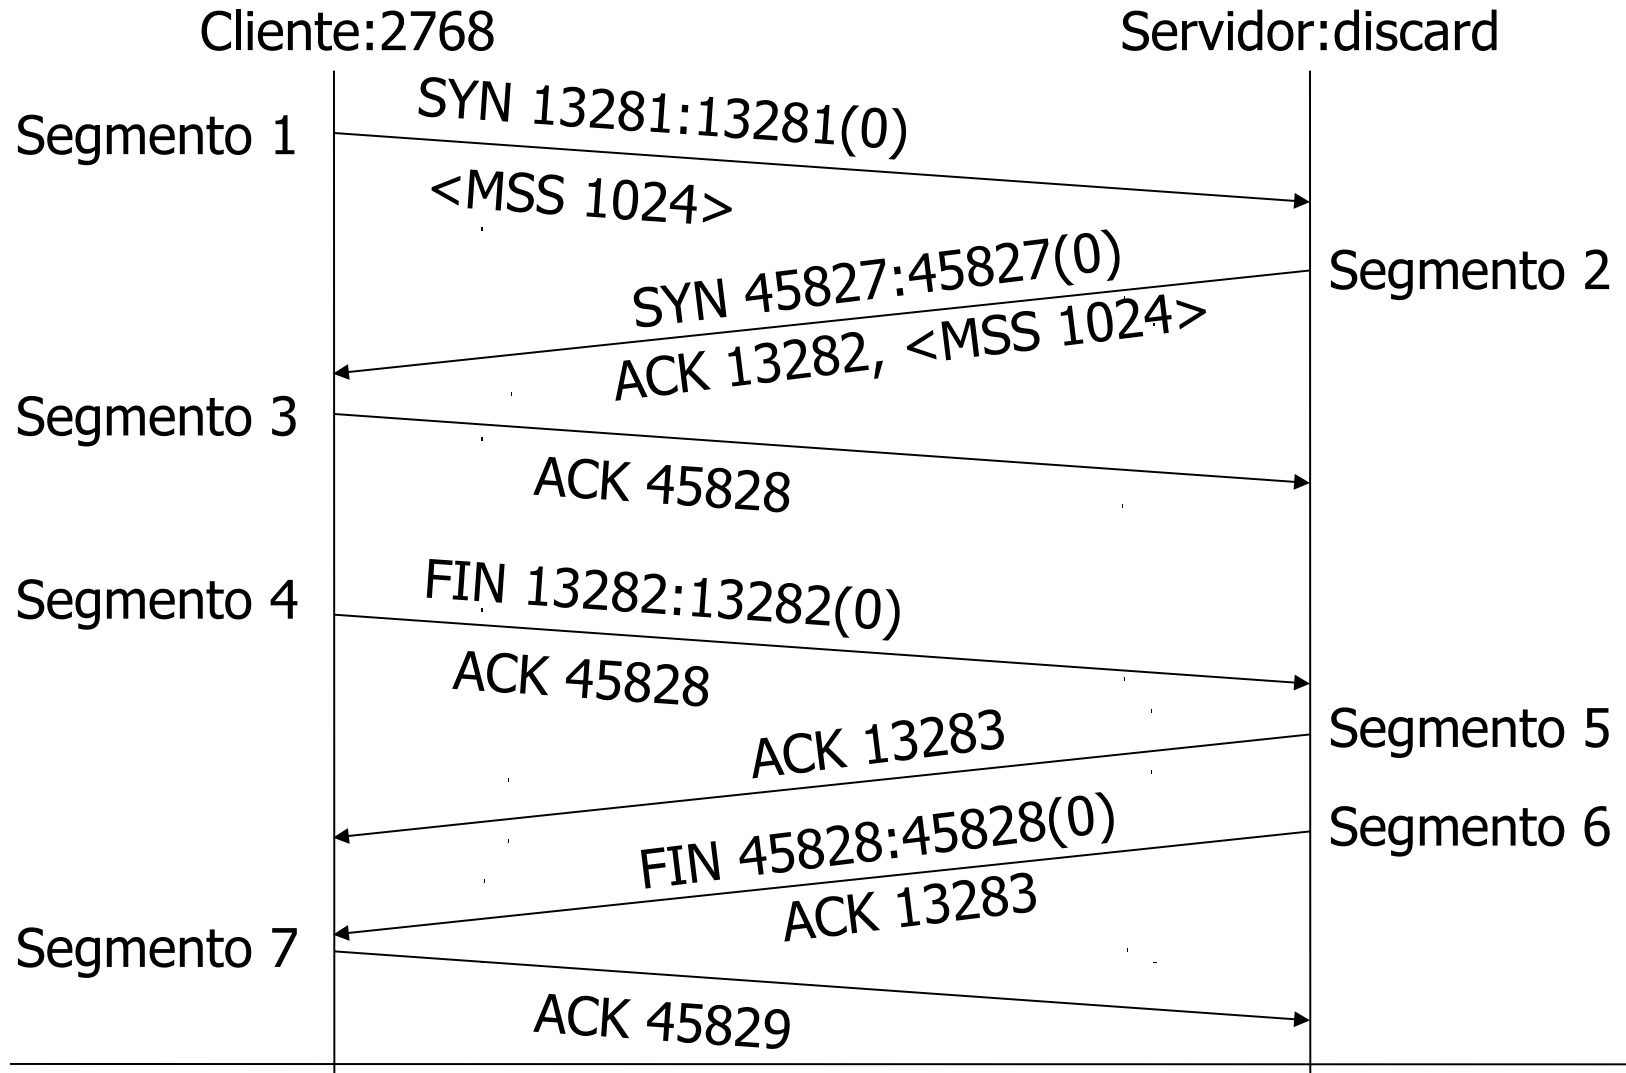 Cliente:2768
Servidor:discard
Segmento 1
SYN 13281:13281(0)
<MSS 1024>
Segmento 2
SYN 45827:45827(0)
ACK 13282, <MSS 1024>
Segmento 3
ACK 45828
Segmento 4
FIN 13282:13282(0)
ACK 45828
Segmento 5
ACK 13283
Segmento 6
FIN 45828:45828(0)
ACK 13283
Segmento 7
ACK 45829